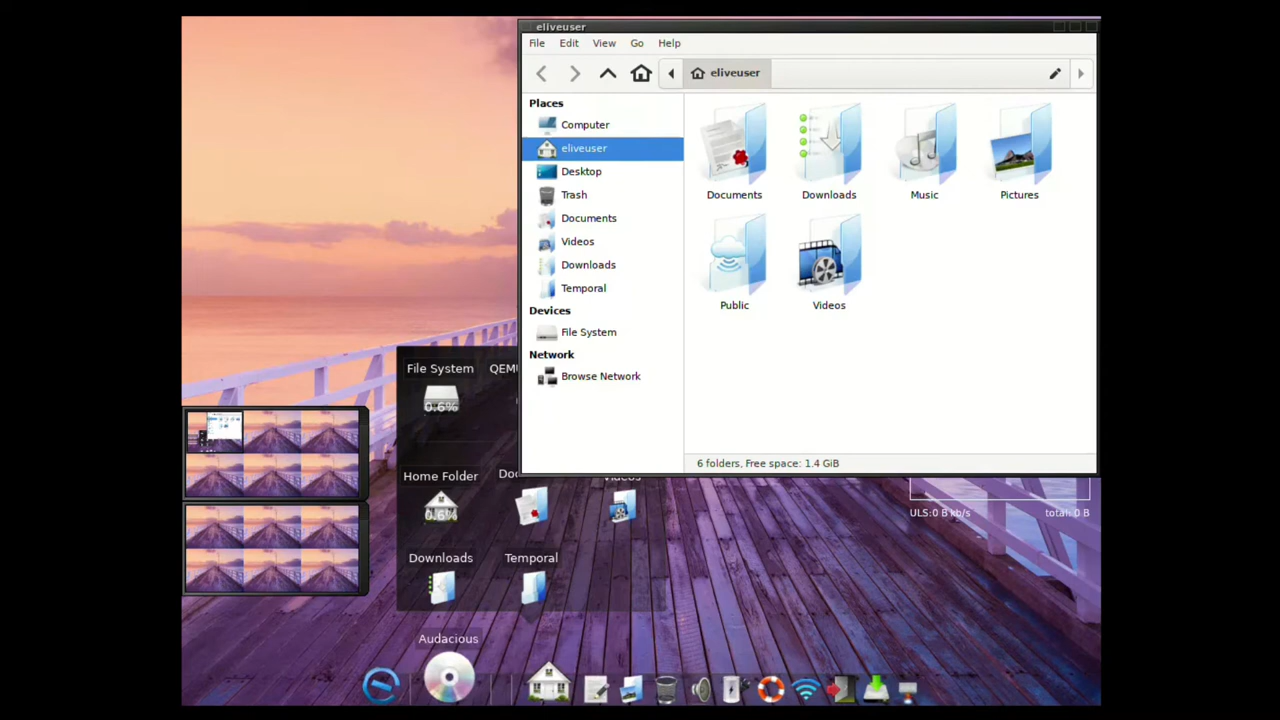 eliveuser
File Edit View Go Help
eliveuser
Places
Computer
eliveuser
Desktop
Trash
Documents
Videos
Downloads
Temporal
Devices
File System
Network
Browse Network
Documents Downloads Music Pictures
Public Videos
6 folders, Free space: 1.4 GiB
File System QEMU
0.6%
Home Folder Doc Videos
0.6%
Downloads Temporal
Audacious
ULS:0 B kb/s total: 0 B